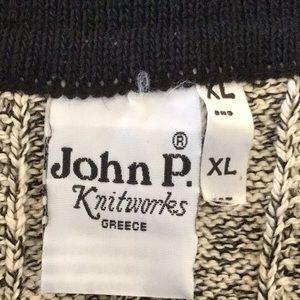 XL
®
John P.
XL
Knitworks
GREECE